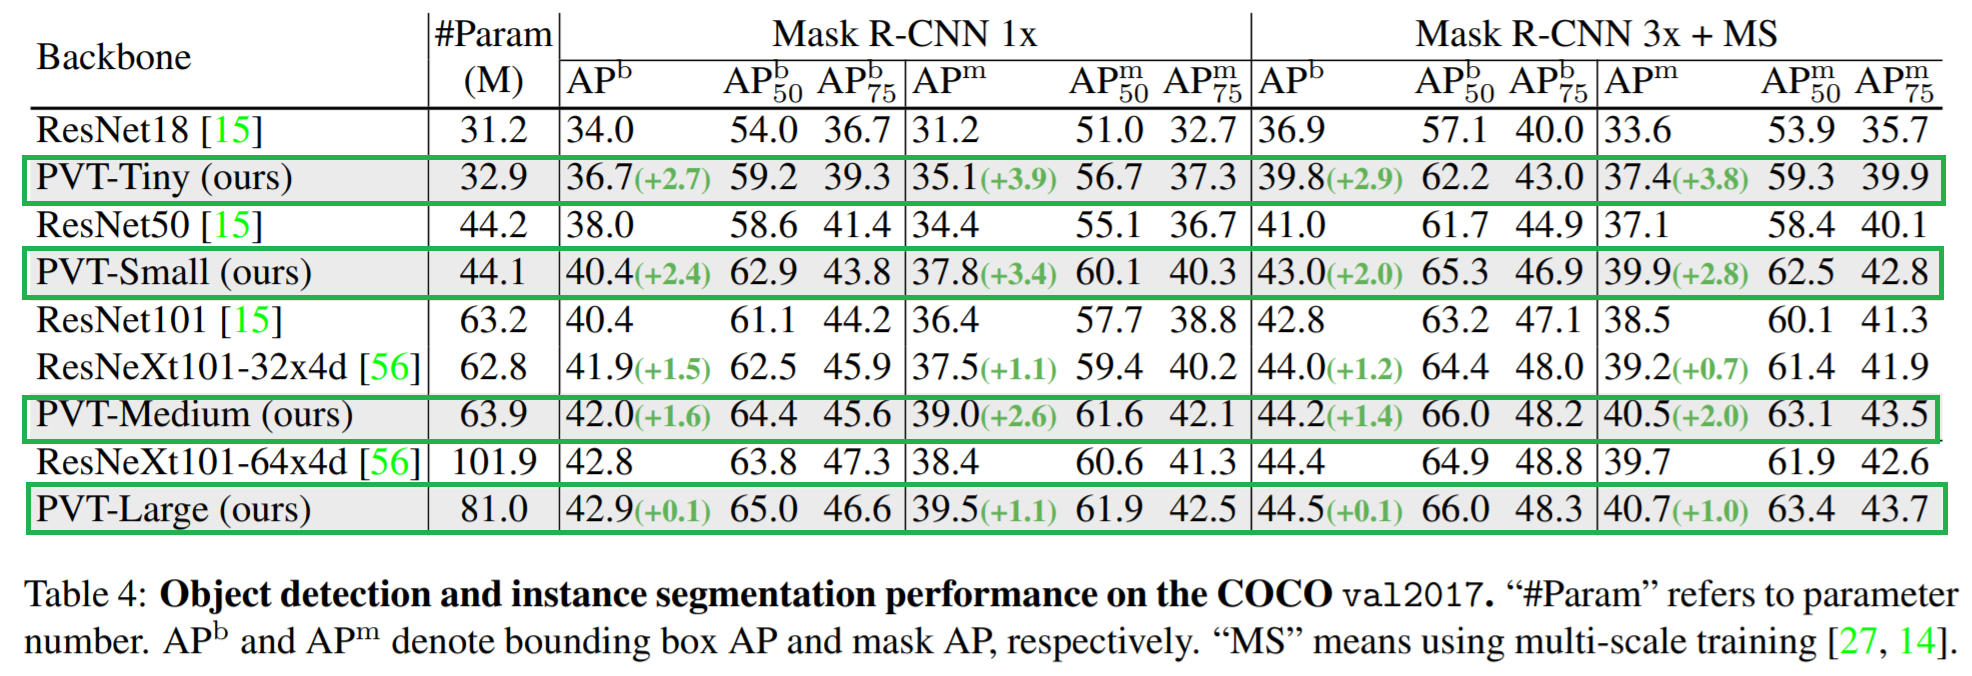 Backbone #Param (M) Mask R-CNN 1x Mask R-CNN 3x + MS
AP^b AP^b_50 AP^b_75 AP^m AP^m_50 AP^m_75 AP^b AP^b_50 AP^b_75 AP^m AP^m_50 AP^m_75
ResNet18 [15] 31.2 34.0 54.0 36.7 31.2 51.0 32.7 36.9 57.1 40.0 33.6 53.9 35.7
PVT-Tiny (ours) 32.9 36.7(+2.7) 59.2 39.3 35.1(+3.9) 56.7 37.3 39.8(+2.9) 62.2 43.0 37.4(+3.8) 59.3 39.9
ResNet50 [15] 44.2 38.0 58.6 41.4 34.4 55.1 36.7 41.0 61.7 44.9 37.1 58.4 40.1
PVT-Small (ours) 44.1 40.4(+2.4) 62.9 43.8 37.8(+3.4) 60.1 40.3 43.0(+2.0) 65.3 46.9 39.9(+2.8) 62.5 42.8
ResNet101 [15] 63.2 40.4 61.1 44.2 36.4 57.7 38.8 42.8 63.2 47.1 38.5 60.1 41.3
ResNeXt101-32x4d [56] 62.8 41.9(+1.5) 62.5 45.9 37.5(+1.1) 59.4 40.2 44.0(+1.2) 64.4 48.0 39.2(+0.7) 61.4 41.9
PVT-Medium (ours) 63.9 42.0(+1.6) 64.4 45.6 39.0(+2.6) 61.6 42.1 44.2(+1.4) 66.0 48.2 40.5(+2.0) 63.1 43.5
ResNeXt101-64x4d [56] 101.9 42.8 63.8 47.3 38.4 60.6 41.3 44.4 64.9 48.8 39.7 61.9 42.6
PVT-Large (ours) 81.0 42.9(+0.1) 65.0 46.6 39.5(+1.1) 61.9 42.5 44.5(+0.1) 66.0 48.3 40.7(+1.0) 63.4 43.7
Table 4: Object detection and instance segmentation performance on the COCO val2017. “#Param” refers to parameter
number. AP^b and AP^m denote bounding box AP and mask AP, respectively. “MS” means using multi-scale training [27, 14].